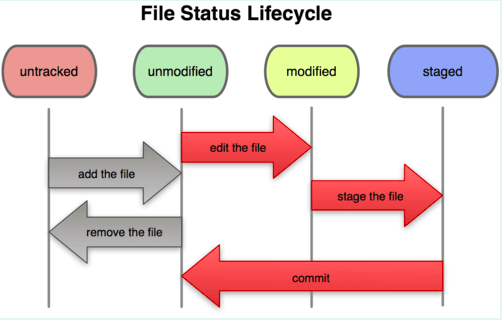 File Status Lifecycle
untracked
unmodified
modified
staged
edit the file
add the file
stage the file
remove the file
commit